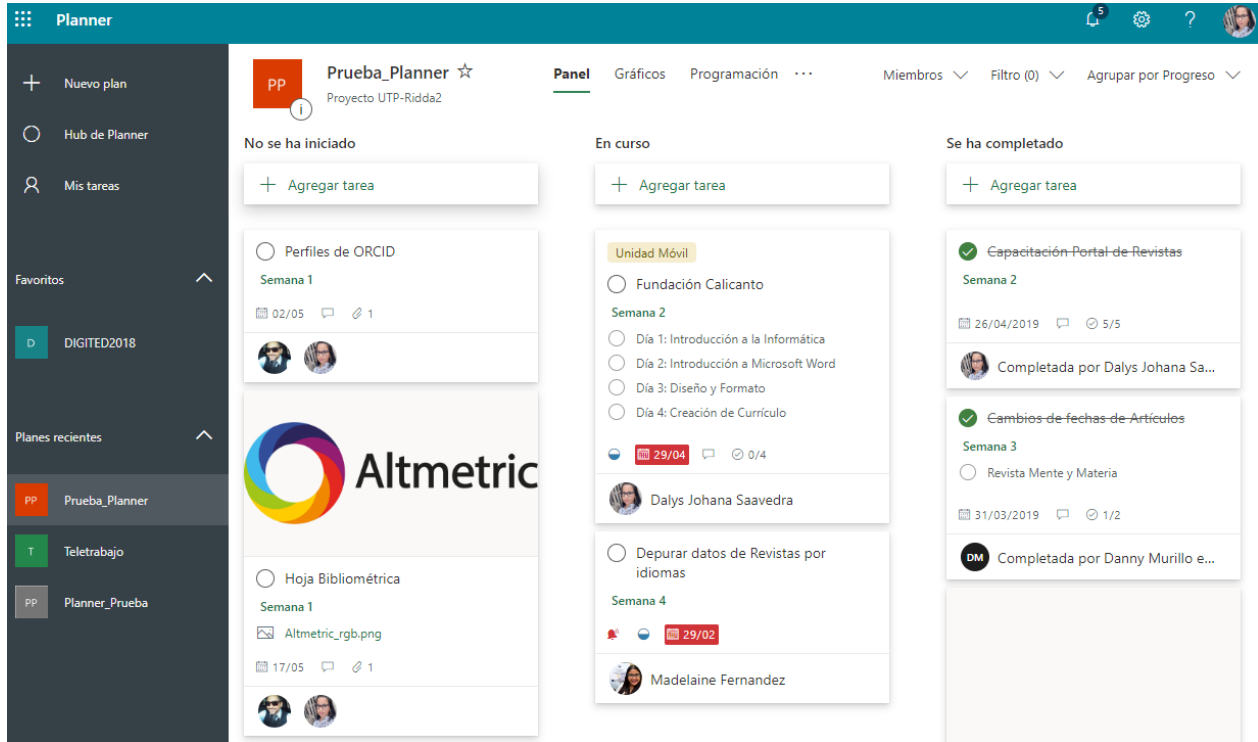 Planner
5
Nuevo plan
Hub de Planner
Mis tareas
Favoritos
D DIGITED2018
Planes recientes
PP Prueba_Planner
T Teletrabajo
PP Planner_Prueba
PP
Prueba_Planner
Proyecto UTP-Ridda2
Panel Gráficos Programación ···
Miembros Filtro (0) Agrupar por Progreso
No se ha iniciado
Agregar tarea
Perfiles de ORCID
Semana 1
02/05 1
Altmetric
Hoja Bibliométrica
Semana 1
Altmetric_rgb.png
17/05 1
En curso
Agregar tarea
Unidad Móvil
Fundación Calicanto
Semana 2
Día 1: Introducción a la Informática
Día 2: Introducción a Microsoft Word
Día 3: Diseño y Formato
Día 4: Creación de Currículo
29/04 0/4
Dalys Johana Saavedra
Depurar datos de Revistas por
idiomas
Semana 4
29/02
Madelaine Fernandez
Se ha completado
Agregar tarea
Capacitación Portal de Revistas
Semana 2
26/04/2019 5/5
Completada por Dalys Johana Sa...
Cambios de fechas de Artículos
Semana 3
Revista Mente y Materia
31/03/2019 1/2
DM Completada por Danny Murillo e...